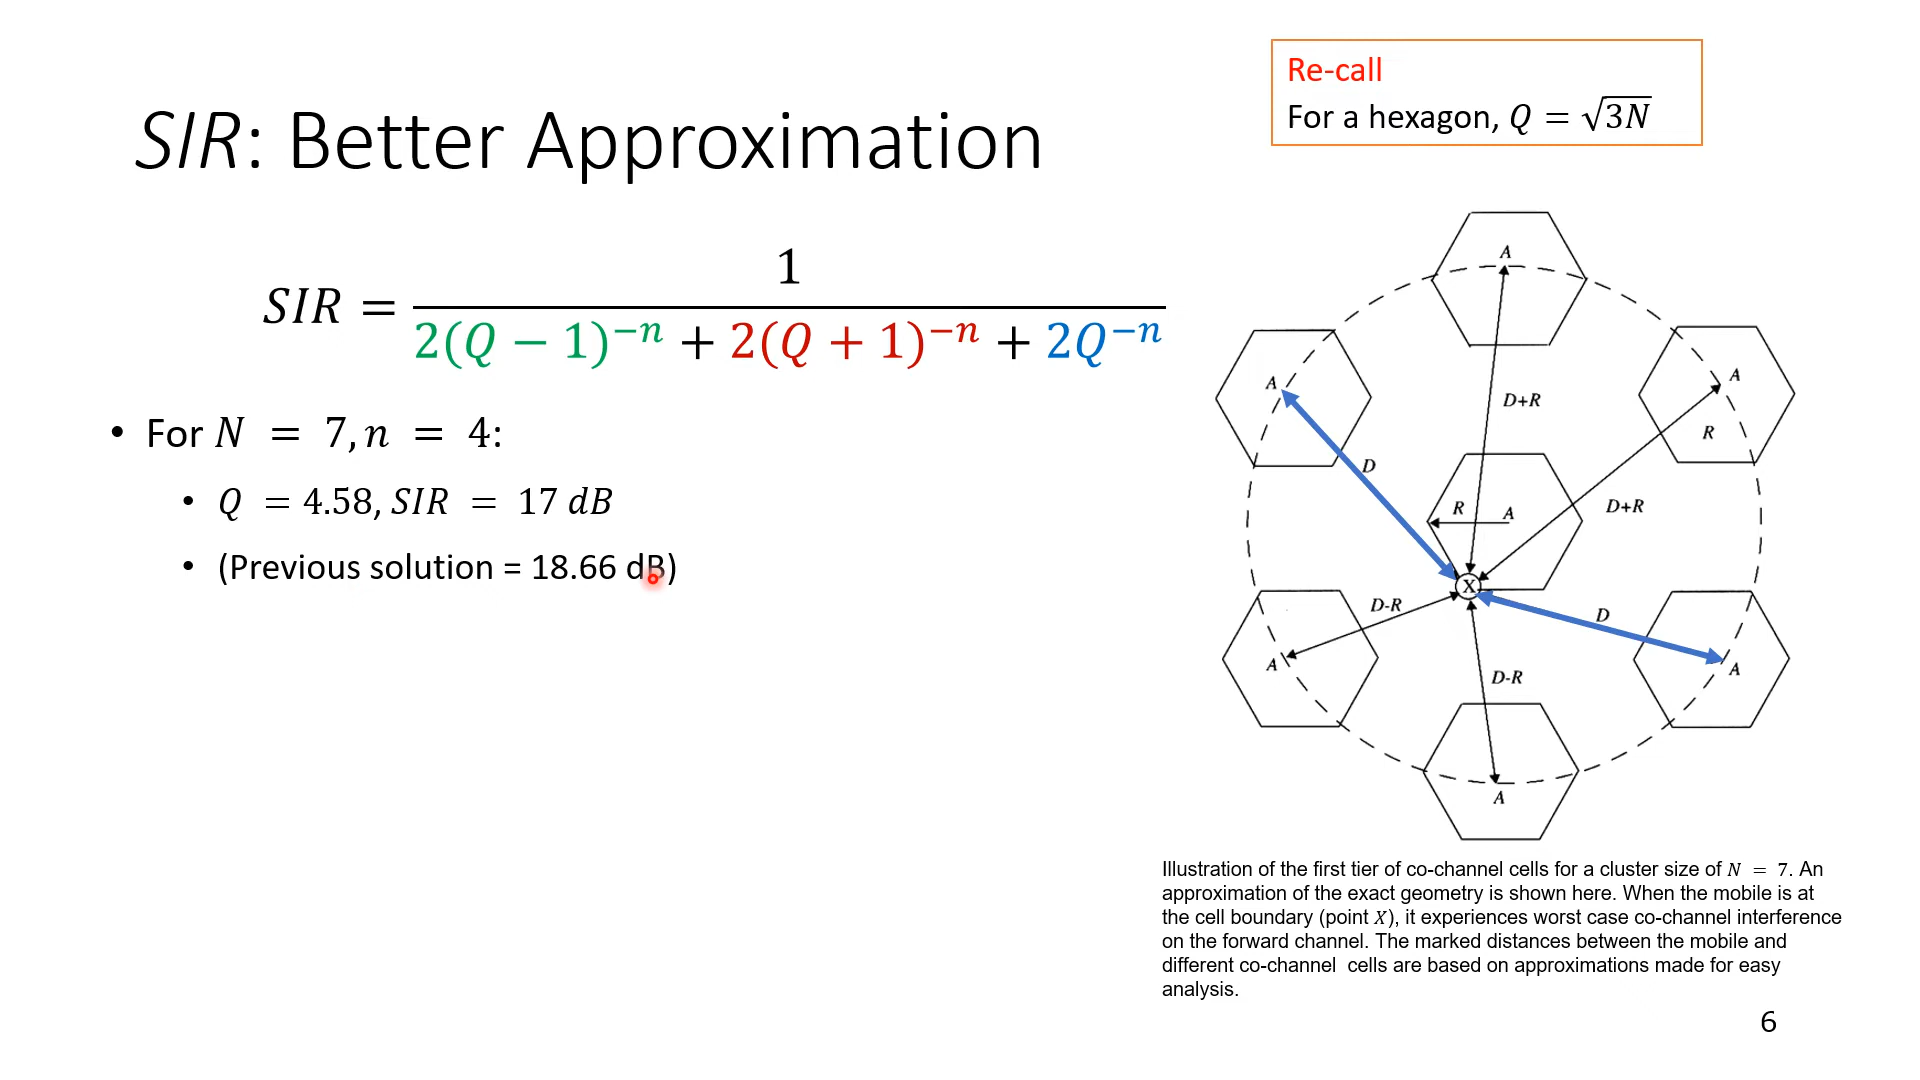 Re-call
For a hexagon, Q = √3N
SIR: Better Approximation
SIR = 1 / (2(Q − 1)⁻ⁿ + 2(Q + 1)⁻ⁿ + 2Q⁻ⁿ)
• For N = 7, n = 4:
• Q = 4.58, SIR = 17 dB
• (Previous solution = 18.66 dB)
A
A
A
D+R
R
D
R
A
D+R
X
D-R
D
A
A
D-R
A
Illustration of the first tier of co-channel cells for a cluster size of N = 7. An
approximation of the exact geometry is shown here. When the mobile is at
the cell boundary (point X), it experiences worst case co-channel interference
on the forward channel. The marked distances between the mobile and
different co-channel cells are based on approximations made for easy
analysis.
6